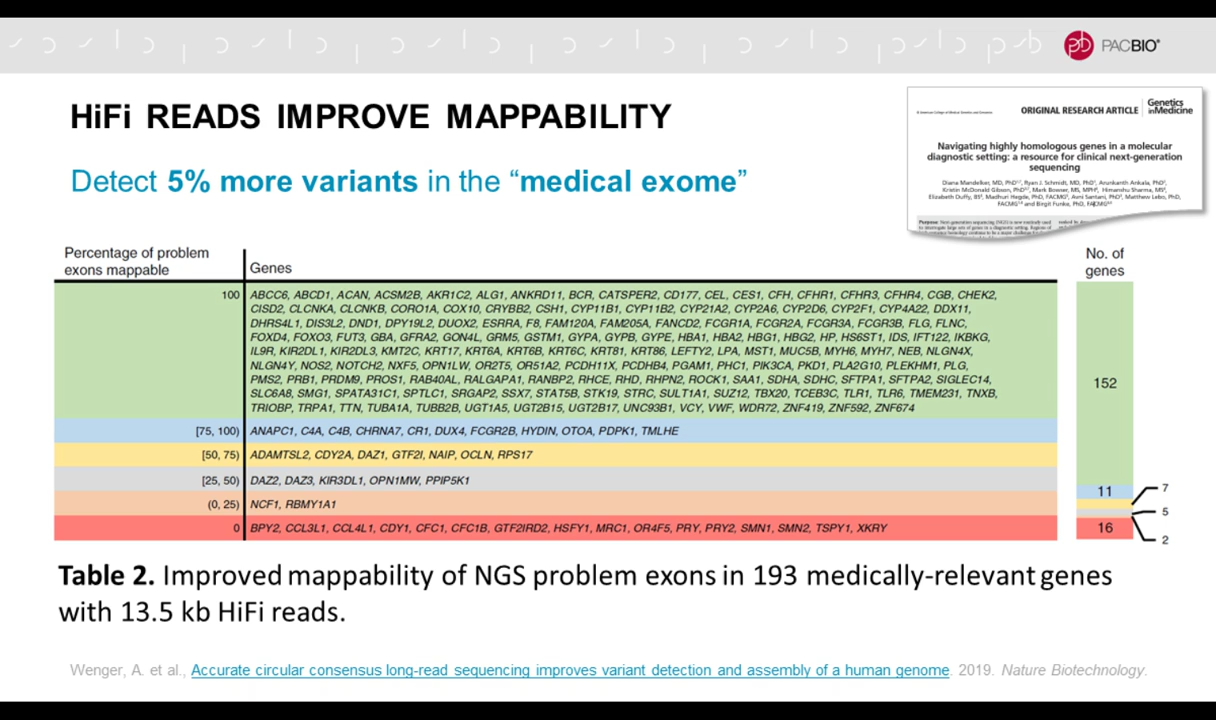 PACBIO®
HiFi READS IMPROVE MAPPABILITY
Detect 5% more variants in the “medical exome”
ORIGINAL RESEARCH ARTICLE
Genetics
inMedicine
Navigating highly homologous genes in a molecular
diagnostic setting: a resource for clinical next-generation
sequencing
Percentage of problem
exons mappable
Genes
No. of
genes
100
ABCC6, ABCD1, ACAN, ACSM2B, AKR1C2, ALG1, ANKRD11, BCR, CATSPER2, CD177, CEL, CES1, CFH, CFHR1, CFHR3, CFHR4, CGB, CHEK2,
CISD2, CLCNKA, CLCNKB, CORO1A, COX10, CRYBB2, CSH1, CYP11B1, CYP11B2, CYP21A2, CYP2A6, CYP2D6, CYP2F1, CYP4A22, DDX11,
DHRS4L1, DIS3L2, DND1, DPY19L2, DUOX2, ESRRA, F8, FAM120A, FAM205A, FANCD2, FCGR1A, FCGR2A, FCGR3A, FCGR3B, FLG, FLNC,
FOXD4, FOXO3, FUT3, GBA, GFRA2, GON4L, GRM5, GSTM1, GYPA, GYPB, GYPE, HBA1, HBA2, HBG1, HBG2, HP, HS6ST1, IDS, IFT122, IKBKG,
IL9R, KIR2DL1, KIR2DL3, KMT2C, KRT17, KRT6A, KRT6B, KRT6C, KRT81, KRT86, LEFTY2, LPA, MST1, MUC5B, MYH6, MYH7, NEB, NLGN4X,
NLGN4Y, NOS2, NOTCH2, NXF5, OPN1LW, OR2T5, OR51A2, PCDH11X, PCDHB4, PGAM1, PHC1, PIK3CA, PKD1, PLA2G10, PLEKHM1, PLG,
PMS2, PRB1, PRDM9, PROS1, RAB40AL, RALGAPA1, RANBP2, RHCE, RHD, RHPN2, ROCK1, SAA1, SDHA, SDHC, SFTPA1, SFTPA2, SIGLEC14,
SLC6A8, SMG1, SPATA31C1, SPTLC1, SRGAP2, SSX7, STAT5B, STK19, STRC, SULT1A1, SUZ12, TBX20, TCEB3C, TLR1, TLR6, TMEM231, TNXB,
TRIOBP, TRPA1, TTN, TUBA1A, TUBB2B, UGT1A5, UGT2B15, UGT2B17, UNC93B1, VCY, VWF, WDR72, ZNF419, ZNF592, ZNF674
152
[75, 100)
ANAPC1, C4A, C4B, CHRNA7, CR1, DUX4, FCGR2B, HYDIN, OTOA, PDPK1, TMLHE
11
[50, 75)
ADAMTSL2, CDY2A, DAZ1, GTF2I, NAIP, OCLN, RPS17
7
[25, 50)
DAZ2, DAZ3, KIR3DL1, OPN1MW, PPIP5K1
5
(0, 25)
NCF1, RBMY1A1
2
0
BPY2, CCL3L1, CCL4L1, CDY1, CFC1, CFC1B, GTF2IRD2, HSFY1, MRC1, OR4F5, PRY, PRY2, SMN1, SMN2, TSPY1, XKRY
16
Table 2. Improved mappability of NGS problem exons in 193 medically-relevant genes
with 13.5 kb HiFi reads.
Wenger, A. et al., Accurate circular consensus long-read sequencing improves variant detection and assembly of a human genome. 2019. Nature Biotechnology.